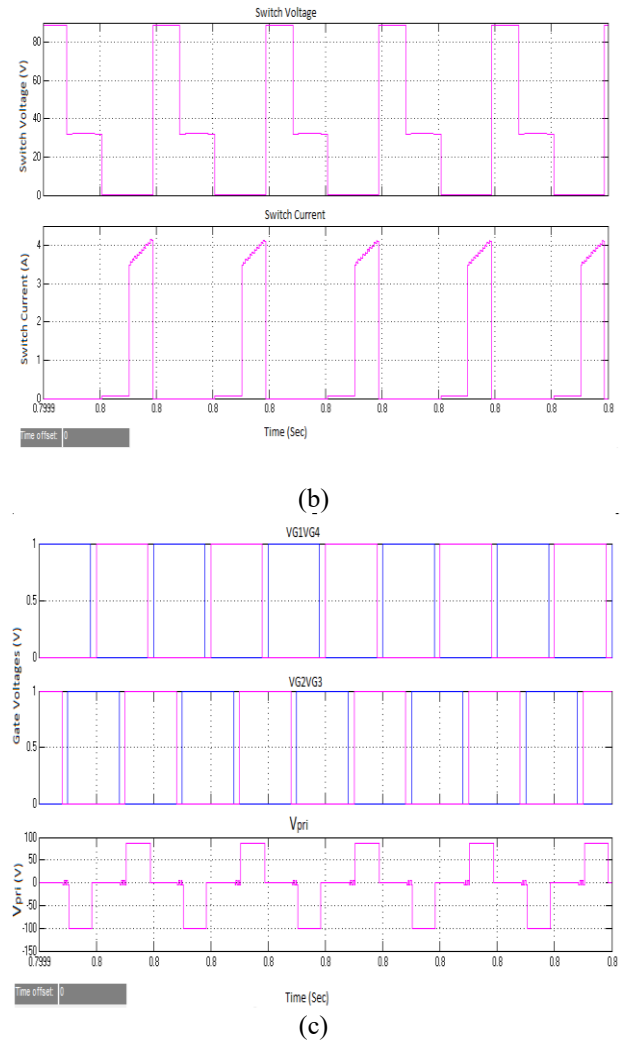 Switch Voltage
Switch Voltage (V)
80
60
40
20
0
Switch Current
Switch Current (A)
4
3
2
1
0
0.7999 0.8 0.8 0.8 0.8 0.8 0.8 0.8 0.8 0.8 0.8
Time offset: 0
Time (Sec)
(b)
VG1VG4
Gate Voltages (V)
1
0.5
0
VG2VG3
1
0.5
0
Vpri
Vpri (V)
100
50
0
-50
-100
-150
0.7999 0.8 0.8 0.8 0.8 0.8 0.8 0.8 0.8 0.8 0.8
Time offset: 0
Time (Sec)
(c)